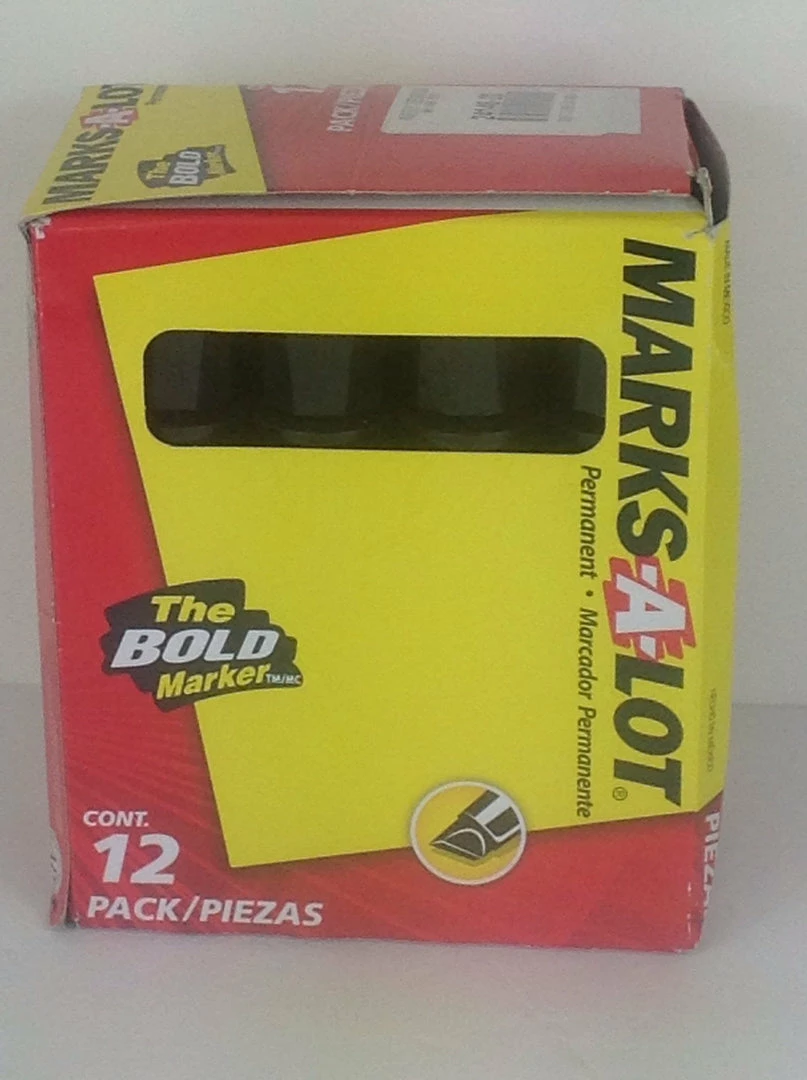 MARKS·A·LOT
The
BOLD
Marker
PACK/
MARKS·A·LOT®
Permanent • Marcador Permanente
The
BOLD
Marker TM/MC
CONT.
12
PACK/PIEZAS